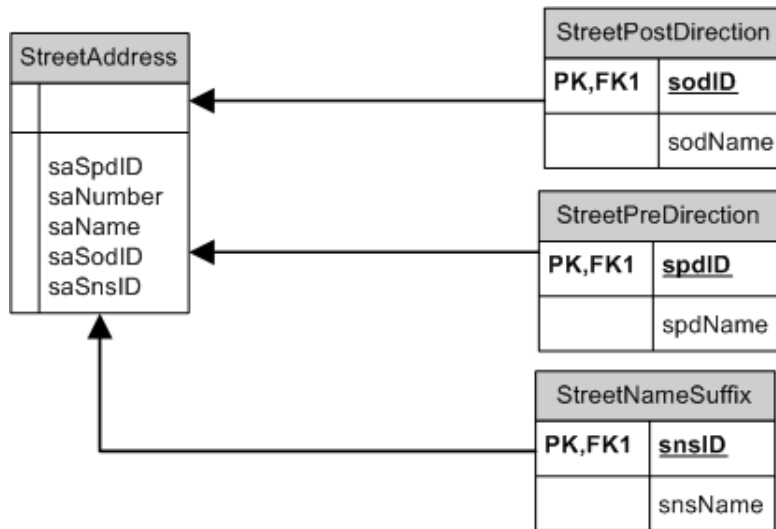 StreetAddress
saSpdID
saNumber
saName
saSodID
saSnsID
StreetPostDirection
PK,FK1 sodID
sodName
StreetPreDirection
PK,FK1 spdID
spdName
StreetNameSuffix
PK,FK1 snsID
snsName